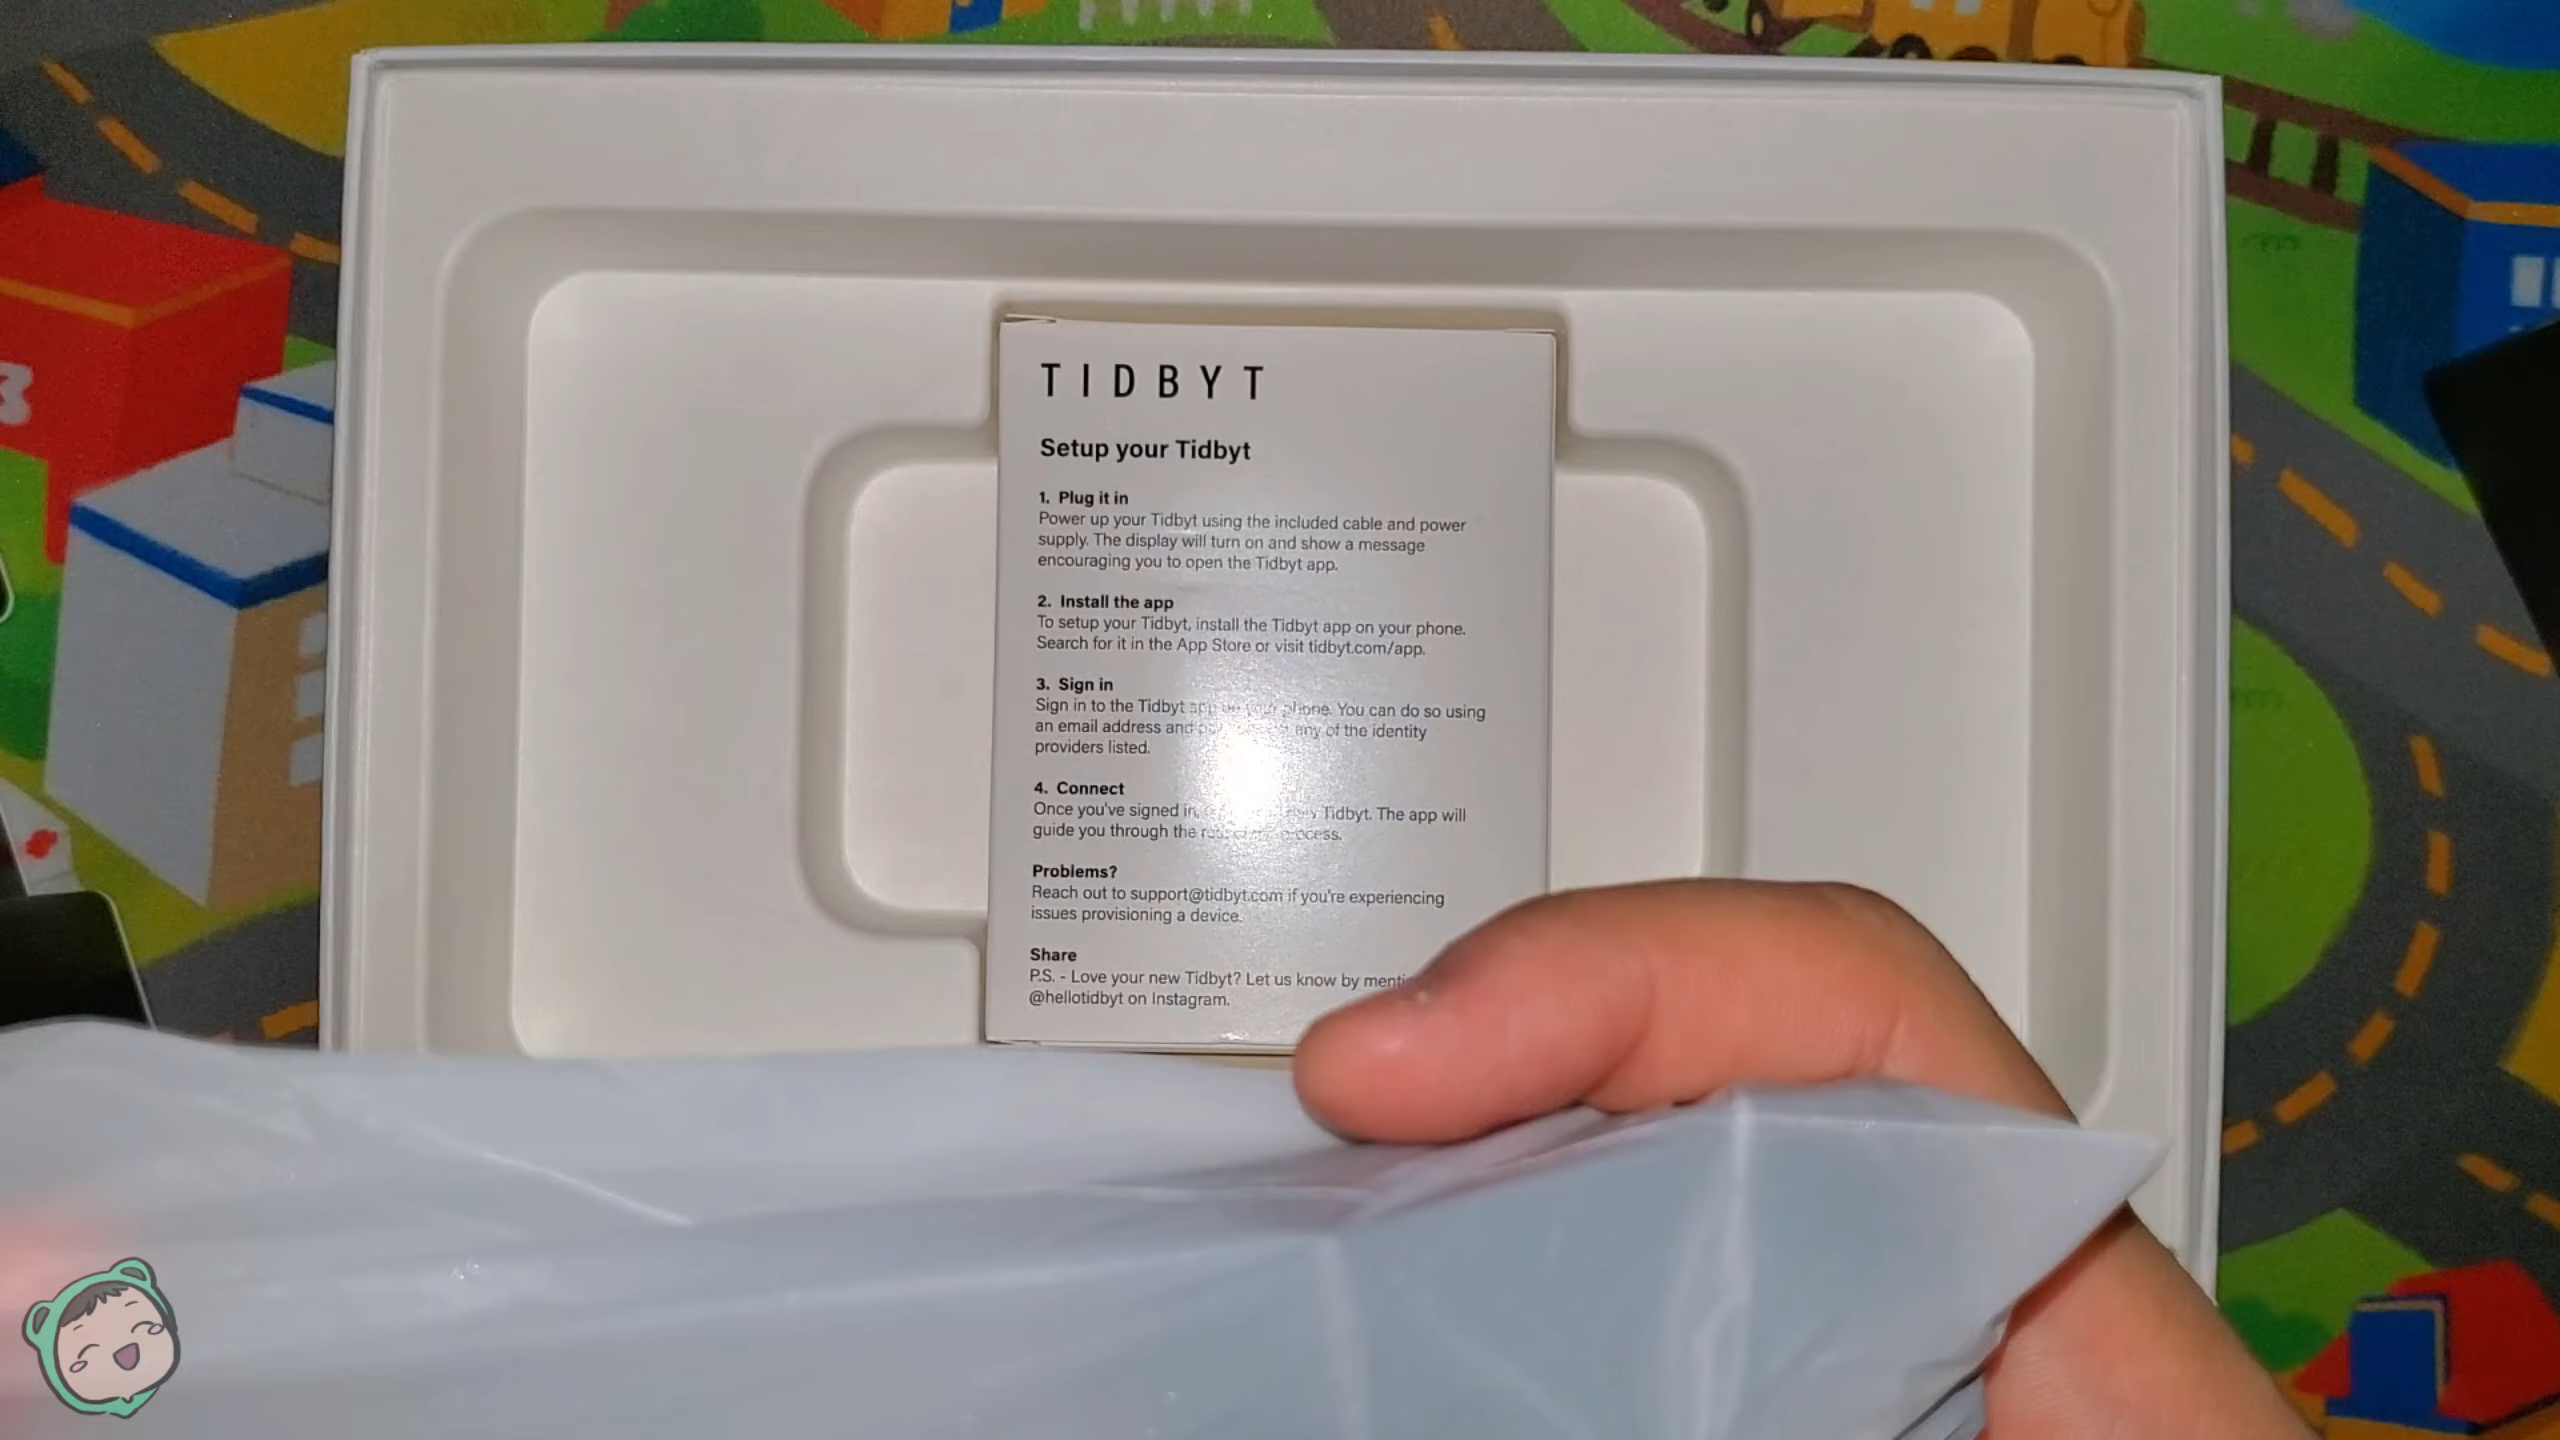 TIDBYT
Setup your Tidbyt
1. Plug it in
Power up your Tidbyt using the included cable and power
supply. The display will turn on and show a message
encouraging you to open the Tidbyt app.
2. Install the app
To setup your Tidbyt, install the Tidbyt app on your phone.
Search for it in the App Store or visit tidbyt.com/app.
3. Sign in
Sign in to the Tidbyt phone. You can do so using
an email address and any of the identity
providers listed.
4. Connect
Once you've signed in, Tidbyt. The app will
guide you through the
Problems?
Reach out to support@tidbyt.com if you're experiencing
issues provisioning a device.
Share
P.S. - Love your new Tidbyt? Let us know by
@hellotidbyt on Instagram.
3